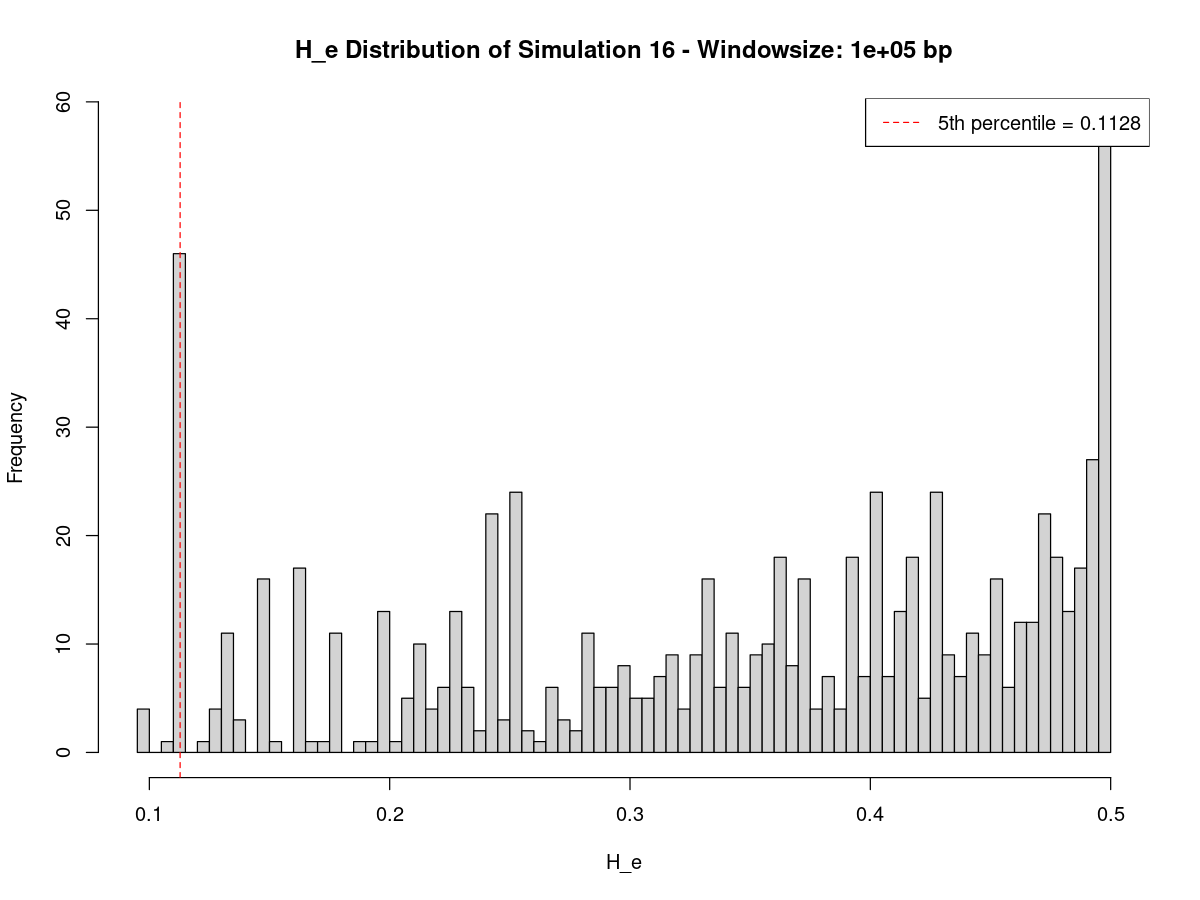 H_e Distribution of Simulation 16 - Windowsize: 1e+05 bp
5th percentile = 0.1128
Frequency
60
50
40
30
20
10
0
0.1 0.2 0.3 0.4 0.5
H_e